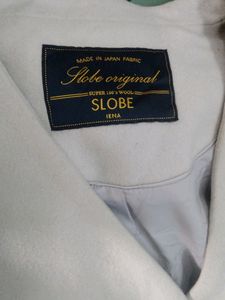 MADE IN JAPAN FABRIC
Slobe original
SUPER 100's WOOL
SLOBE
IENA